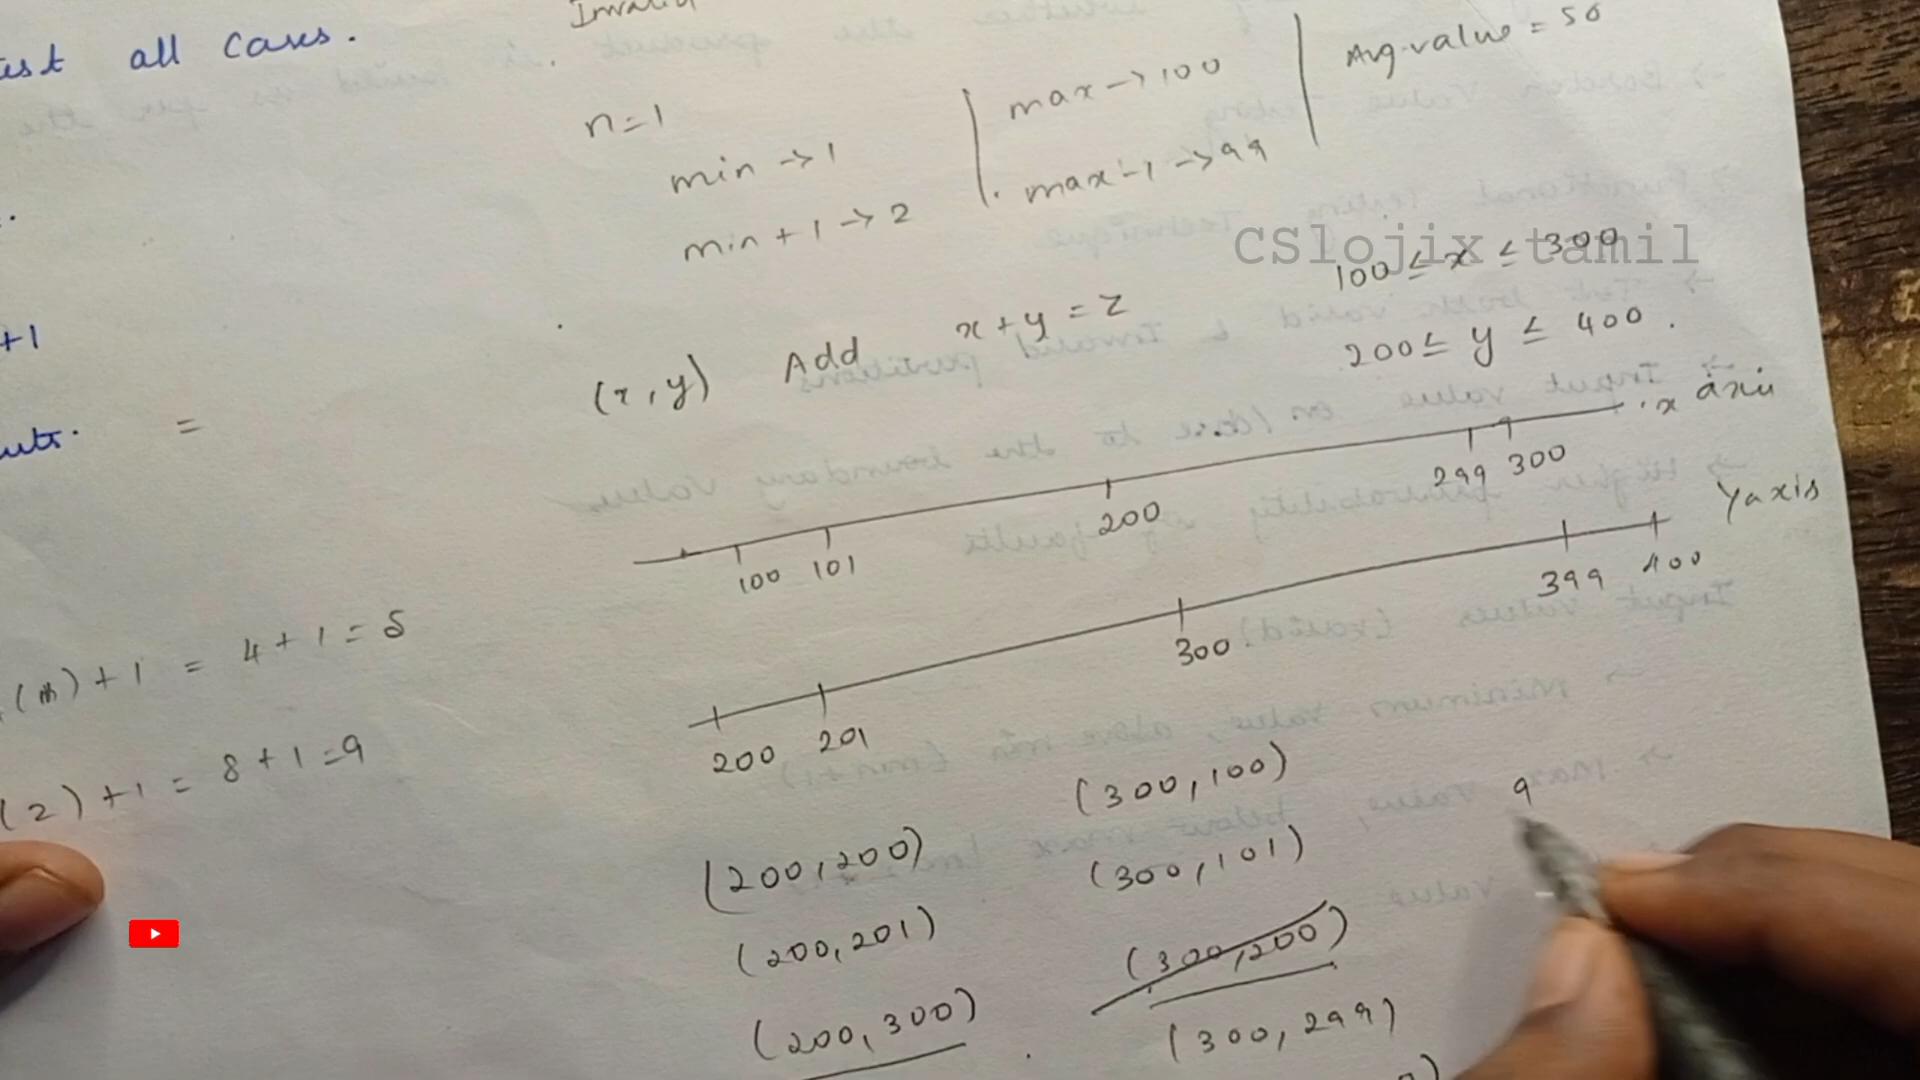 all cases.
n=1
min → 1
min + 1 → 2
max → 100
max - 1 → 99
Avg.value = 50
CSlojix tamil
+1
(x, y) Add x + y = z
100 ≤ x ≤ 300
200 ≤ y ≤ 400.
=
x axis
100 101 200 299 300
Y axis
200 201 300 399 400
) + 1 = 4 + 1 = 5
(2) + 1 = 8 + 1 = 9
(200, 200)
(200, 201)
(200, 300)
(300, 100)
(300, 101)
(300, 200)
(300, 299)
9